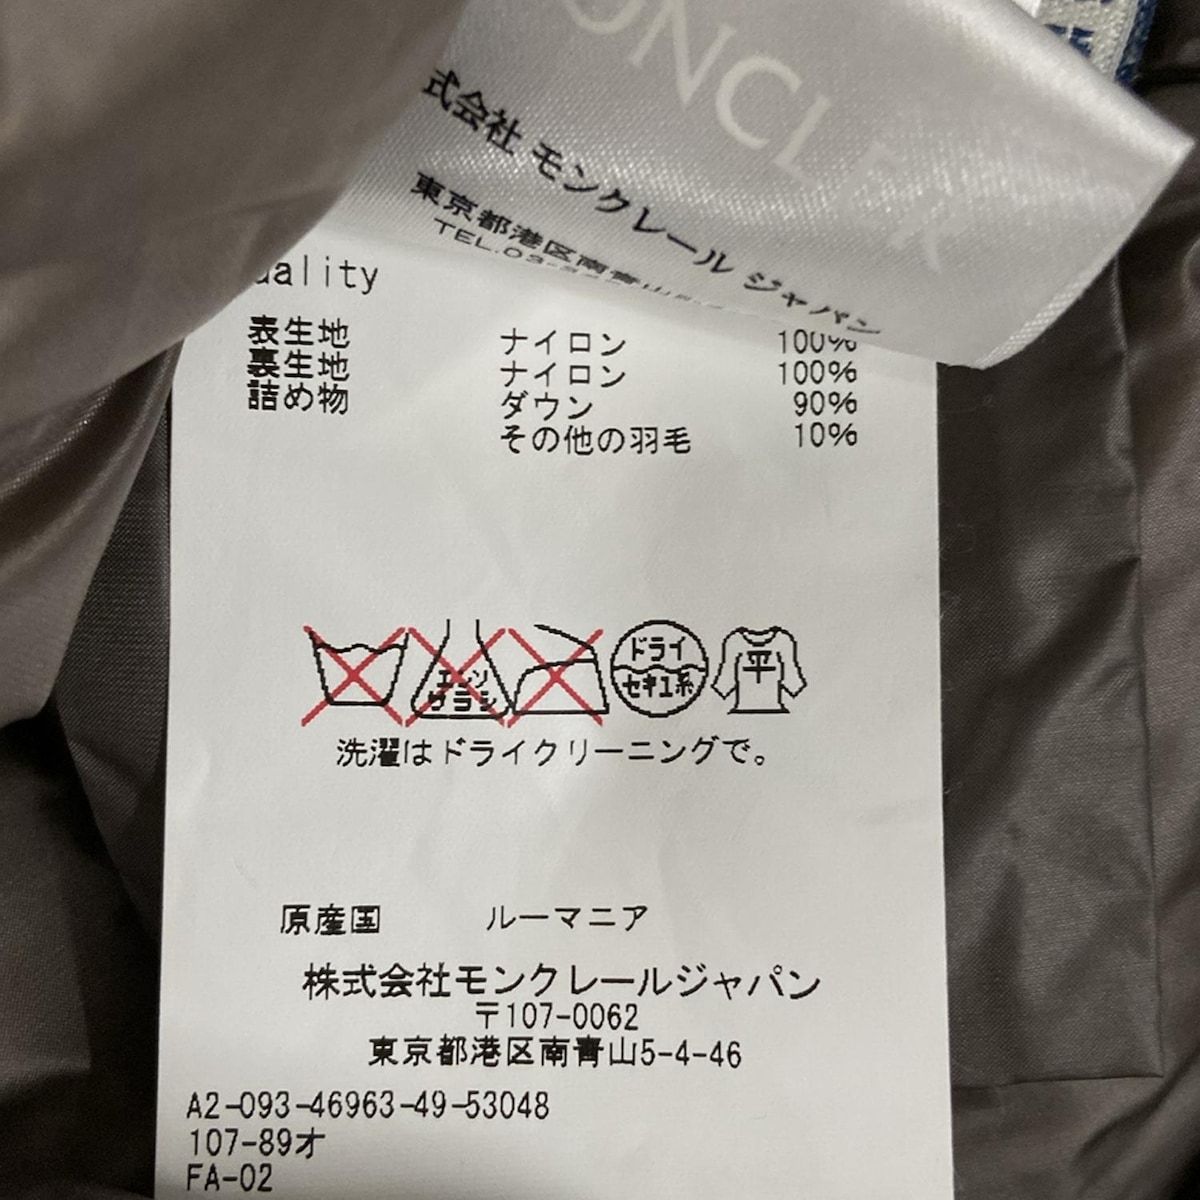 ONCL
式会社 モンクレール ジャパン
東京都港区南青山
TEL.03-
ality
表生地 ナイロン 100%
裏生地 ナイロン 100%
詰め物 ダウン 90%
その他の羽毛 10%
エンソ
サラシ
ドライ
セキユ系
平
洗濯はドライクリーニングで。
原産国 ルーマニア
株式会社モンクレールジャパン
〒107-0062
東京都港区南青山5-4-46
A2-093-46963-49-53048
107-89オ
FA-02